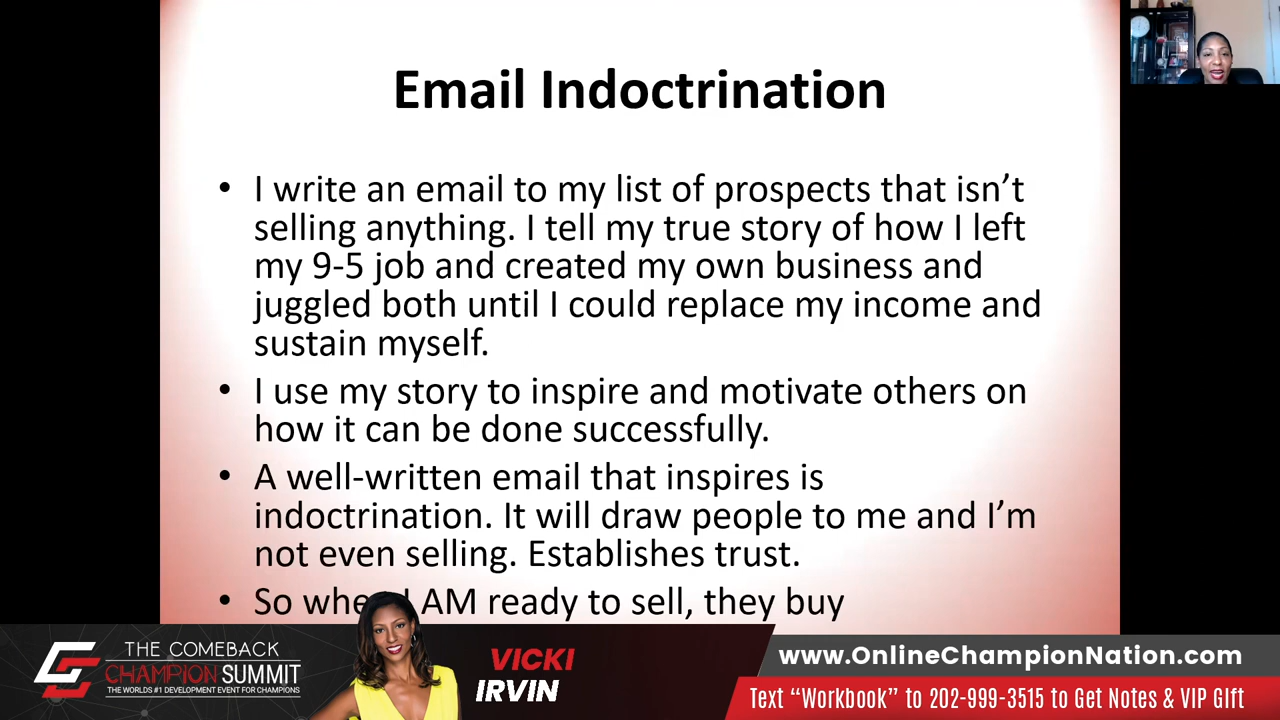 Email Indoctrination
• I write an email to my list of prospects that isn’t
selling anything. I tell my true story of how I left
my 9-5 job and created my own business and
juggled both until I could replace my income and
sustain myself.
• I use my story to inspire and motivate others on
how it can be done successfully.
• A well-written email that inspires is
indoctrination. It will draw people to me and I’m
not even selling. Establishes trust.
• So AM ready to sell, they buy
THE COMEBACK
CHAMPION SUMMIT
THE WORLDS #1 DEVELOPMENT EVENT FOR CHAMPIONS
VICKI
IRVIN
www.OnlineChampionNation.com
Text “Workbook” to 202-999-3515 to Get Notes & VIP GIft